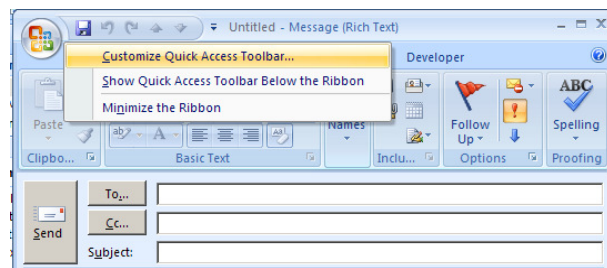 Untitled - Message (Rich Text)
Customize Quick Access Toolbar...
Show Quick Access Toolbar Below the Ribbon
Minimize the Ribbon
Developer
Paste
ab
A
Names
Follow Up
ABC
Spelling
Clipbo...
Basic Text
Inclu...
Options
Proofing
Send
To...
Cc...
Subject: